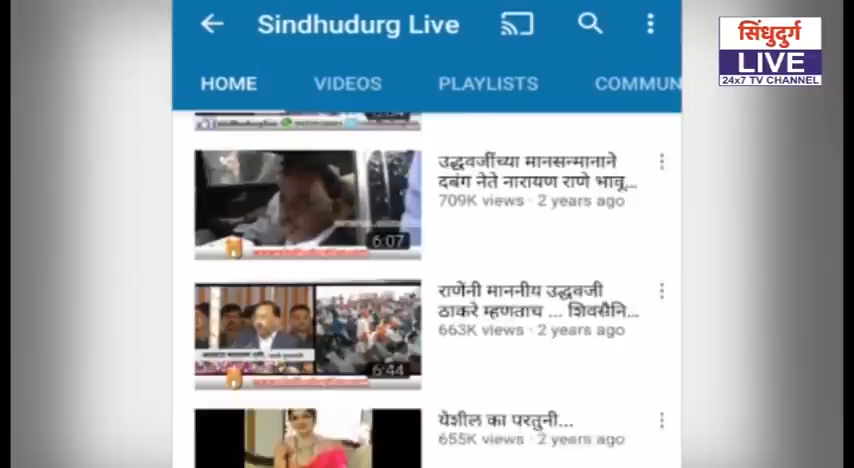 Sindhudurg Live
सिंधुदुर्ग
LIVE
24x7 TV CHANNEL
HOME VIDEOS PLAYLISTS COMMUN
उद्धवजींच्या मानसन्मानाने
दबंग नेते नारायण राणे भावू...
709K views · 2 years ago
6:07
राणेंनी माननीय उद्धवजी
ठाकरे म्हणताच ... शिवसैनि...
663K views · 2 years ago
6:44
येशील का परतुनी...
655K views · 2 years ago